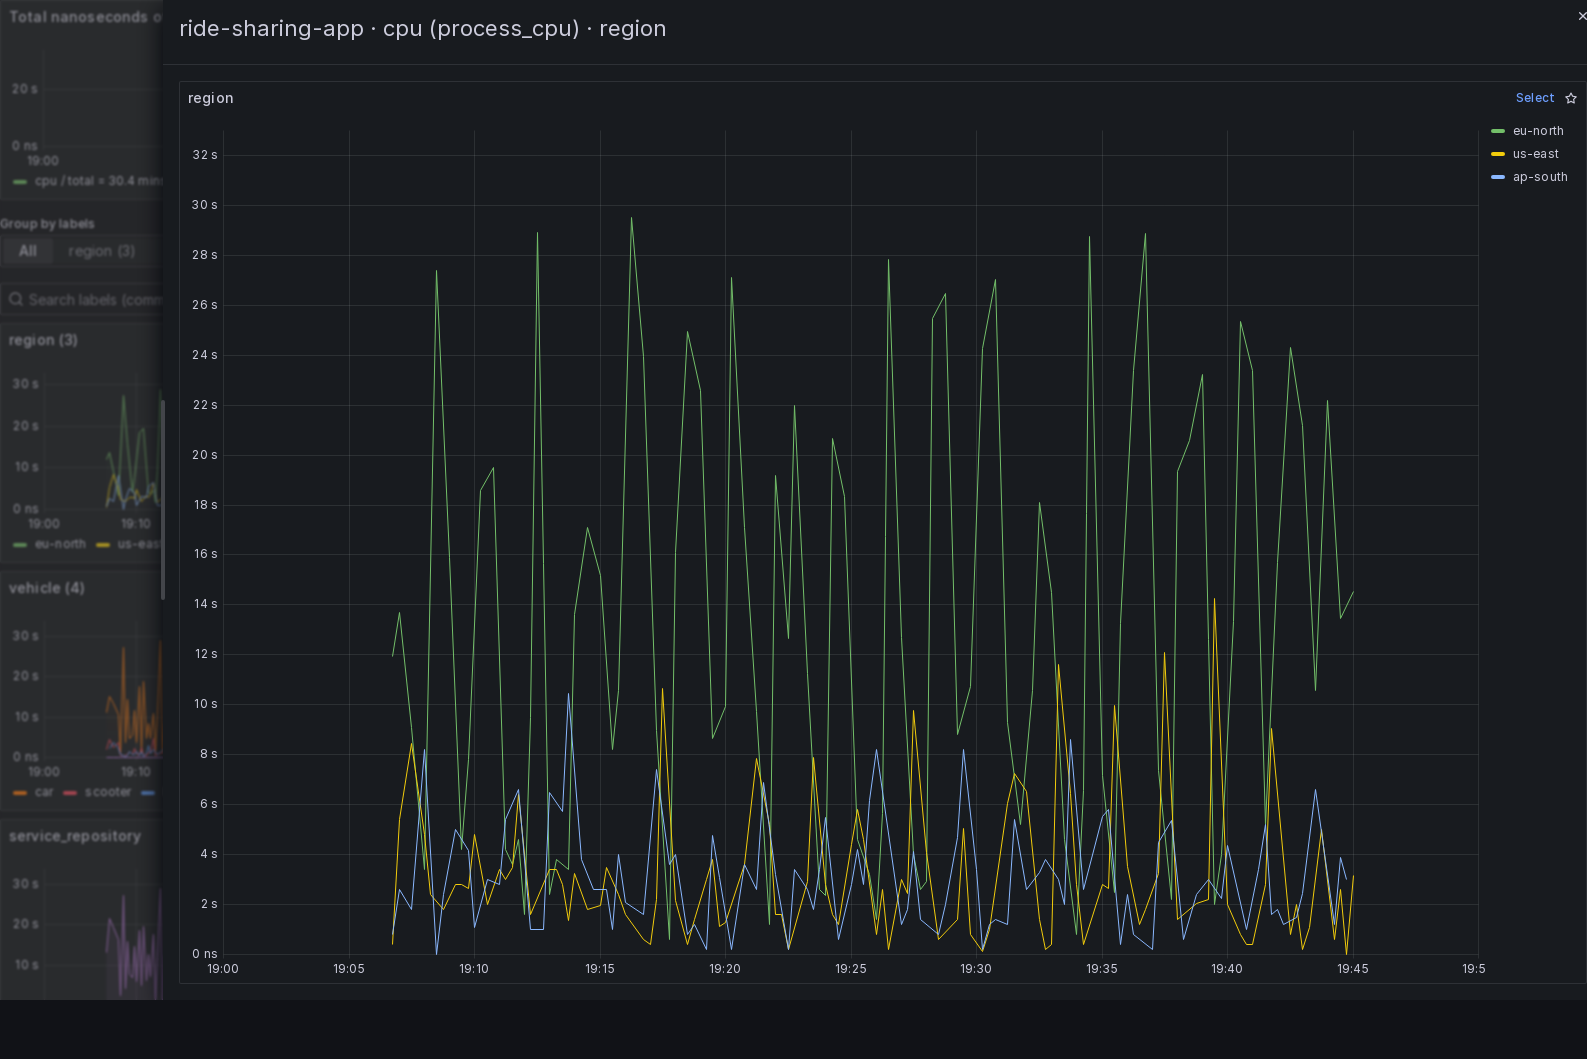 Total nanoseconds o
20 s
0 ns
19:00
cpu / total = 30.4 mins
Group by labels
All region (3)
Search labels (comm
region (3)
30 s
20 s
10 s
0 ns
19:00 19:10
eu-north us-eas
vehicle (4)
30 s
20 s
10 s
0 ns
19:00 19:10
car scooter
service_repository
30 s
20 s
10 s
ride-sharing-app · cpu (process_cpu) · region
region
Select
eu-north
us-east
ap-south
32 s
30 s
28 s
26 s
24 s
22 s
20 s
18 s
16 s
14 s
12 s
10 s
8 s
6 s
4 s
2 s
0 ns
19:00 19:05 19:10 19:15 19:20 19:25 19:30 19:35 19:40 19:45 19:5